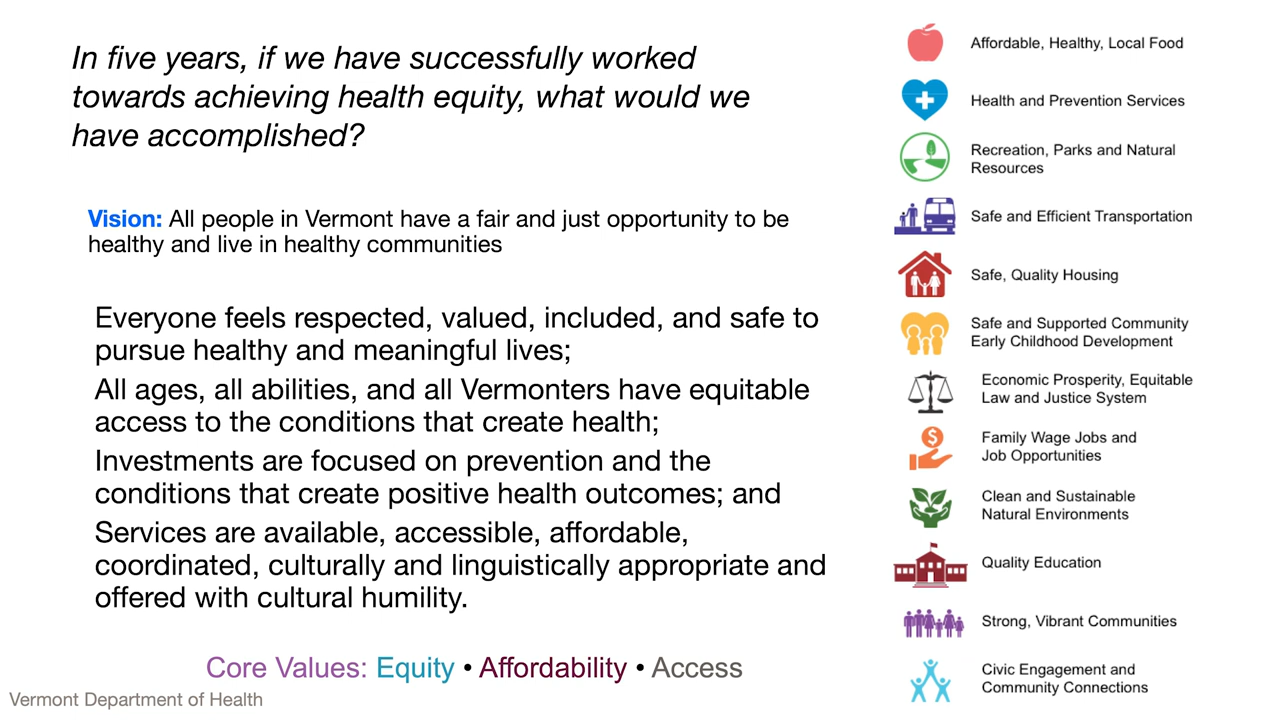 In five years, if we have successfully worked
towards achieving health equity, what would we
have accomplished?
Vision: All people in Vermont have a fair and just opportunity to be
healthy and live in healthy communities
Everyone feels respected, valued, included, and safe to
pursue healthy and meaningful lives;
All ages, all abilities, and all Vermonters have equitable
access to the conditions that create health;
Investments are focused on prevention and the
conditions that create positive health outcomes; and
Services are available, accessible, affordable,
coordinated, culturally and linguistically appropriate and
offered with cultural humility.
Core Values: Equity • Affordability • Access
Vermont Department of Health
Affordable, Healthy, Local Food
Health and Prevention Services
Recreation, Parks and Natural
Resources
Safe and Efficient Transportation
Safe, Quality Housing
Safe and Supported Community
Early Childhood Development
Economic Prosperity, Equitable
Law and Justice System
$
Family Wage Jobs and
Job Opportunities
Clean and Sustainable
Natural Environments
Quality Education
Strong, Vibrant Communities
Civic Engagement and
Community Connections